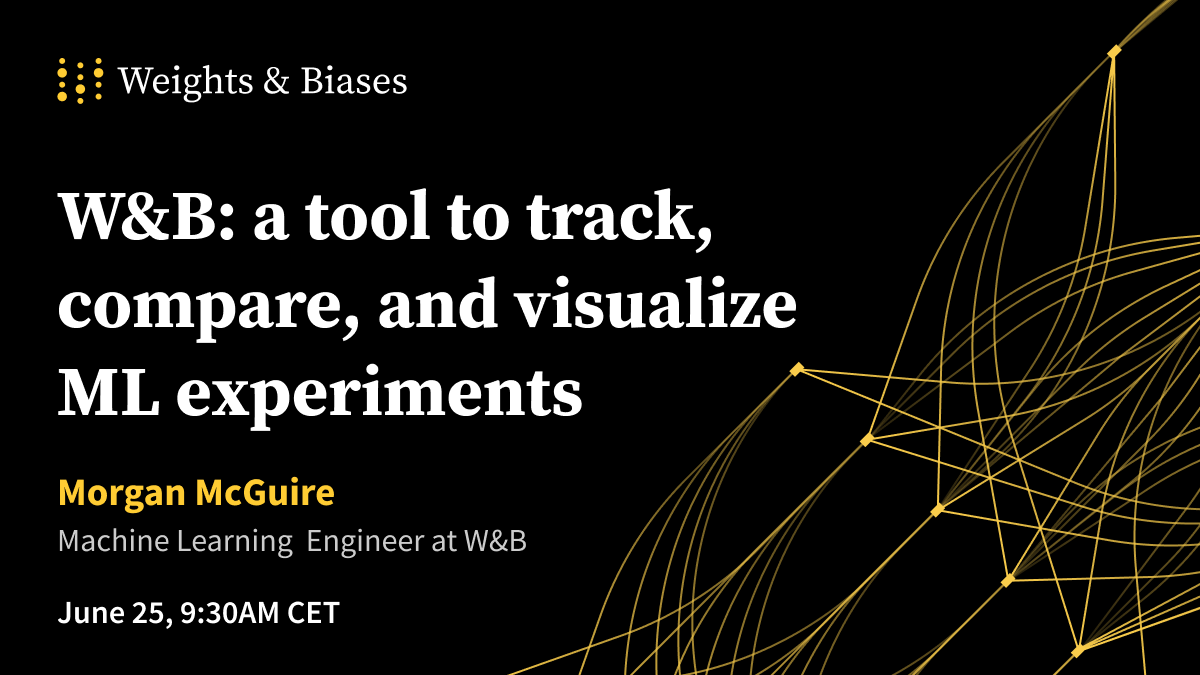 Weights & Biases
W&B: a tool to track,
compare, and visualize
ML experiments
Morgan McGuire
Machine Learning  Engineer at W&B
June 25, 9:30AM CET